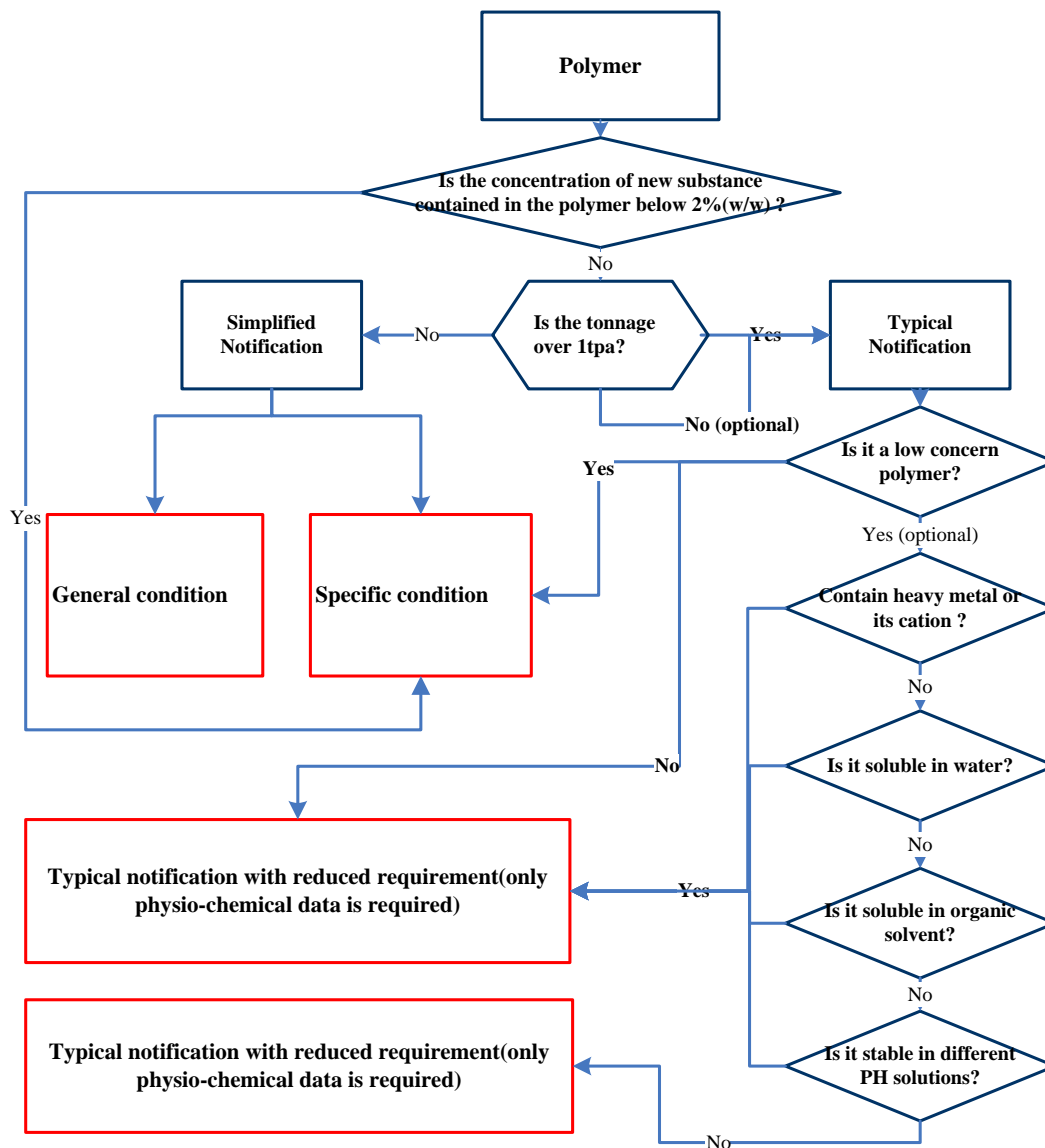 Polymer
Is the concentration of new substance
contained in the polymer below 2%(w/w) ?
No
Simplified
Notification
No
Is the tonnage
over 1tpa?
Yes
Typical
Notification
No (optional)
Is it a low concern
polymer?
Yes
Yes
Yes (optional)
General condition
Specific condition
Contain heavy metal or
its cation ?
No
No
Is it soluble in water?
No
Typical notification with reduced requirement(only
physio-chemical data is required)
Yes
Is it soluble in organic
solvent?
No
Typical notification with reduced requirement(only
physio-chemical data is required)
Is it stable in different
PH solutions?
No